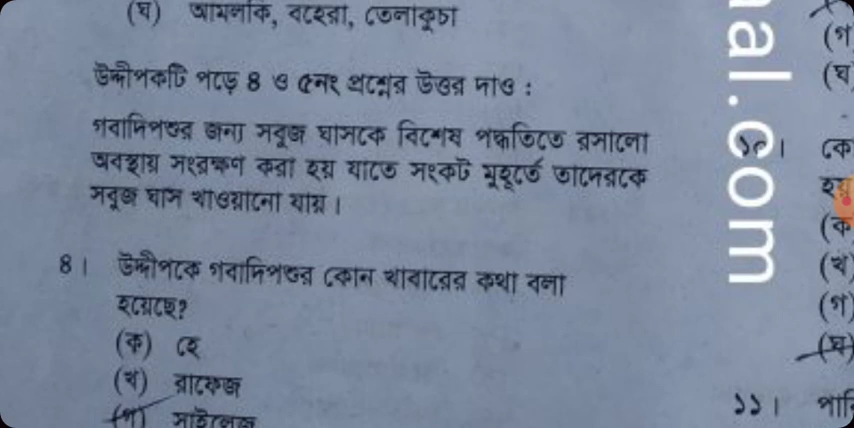 (ঘ) আমলকি, বহেরা, তেলাকুচা
উদ্দীপকটি পড়ে ৪ ও ৫নং প্রশ্নের উত্তর দাও :
গবাদিপশুর জন্য সবুজ ঘাসকে বিশেষ পদ্ধতিতে রসালো
অবস্থায় সংরক্ষণ করা হয় যাতে সংকট মুহূর্তে তাদেরকে
সবুজ ঘাস খাওয়ানো যায়।
৪। উদ্দীপকে গবাদিপশুর কোন খাবারের কথা বলা
হয়েছে?
(ক) হে
(খ) রাফেজ
(গ) সাইলেজ
al.com
(গ
(ঘ
১০। কে
হয়
(ক
(খ)
(গ)
(ঘ)
১১। পা